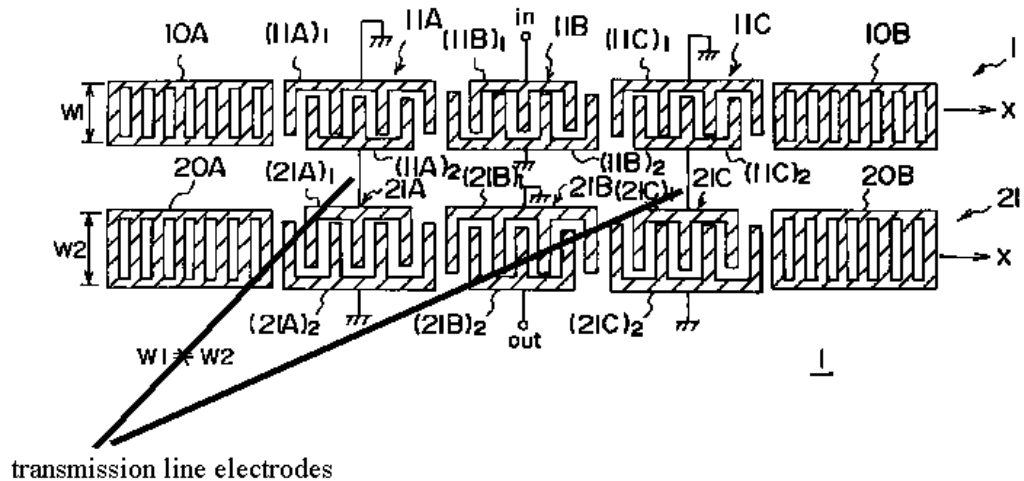 10A (11A)₁ 11A (11B)₁ in 11B (11C)₁ 11C 10B 1
W1 X
20A (21A)₁ (11A)₂ 21A (21B)₁ (11B)₂ 21B (21C)₁ 21C (11C)₂ 20B 21
W2 X
(21A)₂ (21B)₂ out (21C)₂
W1 ≠ W2 1
transmission line electrodes